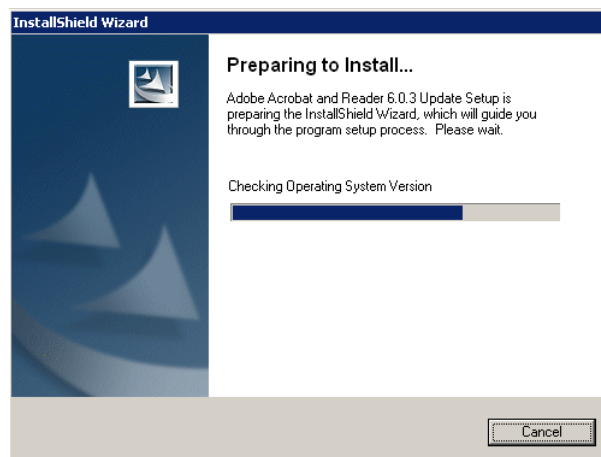 InstallShield Wizard
Preparing to Install...
Adobe Acrobat and Reader 6.0.3 Update Setup is
preparing the InstallShield Wizard, which will guide you
through the program setup process. Please wait.
Checking Operating System Version
Cancel